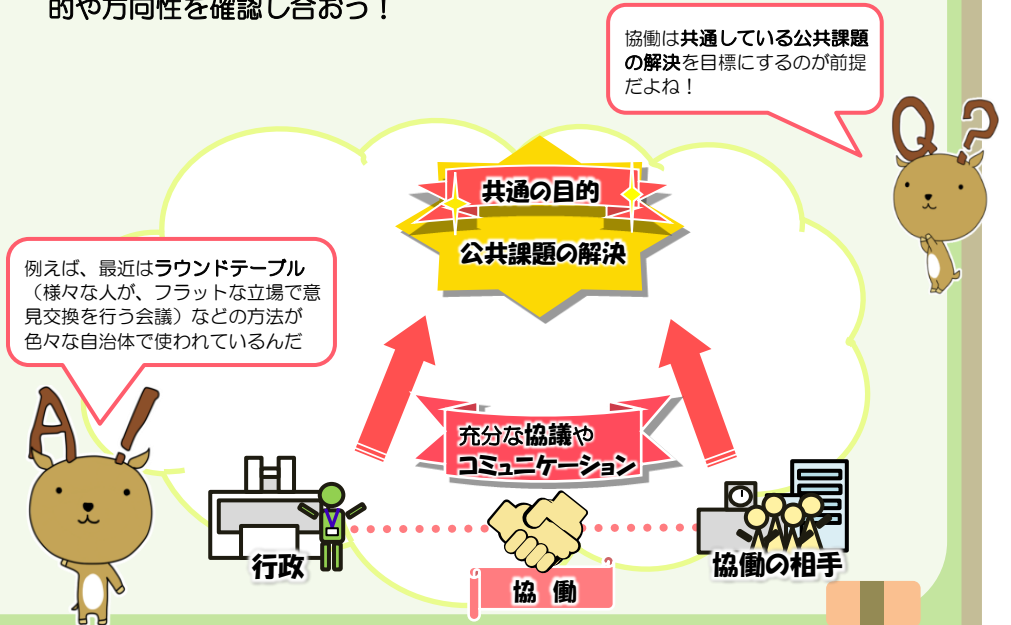 的や方向性を確認し合おう！
協働は共通している公共課題
の解決を目標にするのが前提
だよね！
Q?
共通の目的
公共課題の解決
例えば、最近はラウンドテーブル
（様々な人が、フラットな立場で意
見交換を行う会議）などの方法が
色々な自治体で使われているんだ
A!
充分な協議や
コミュニケーション
行政
協働の相手
協 働